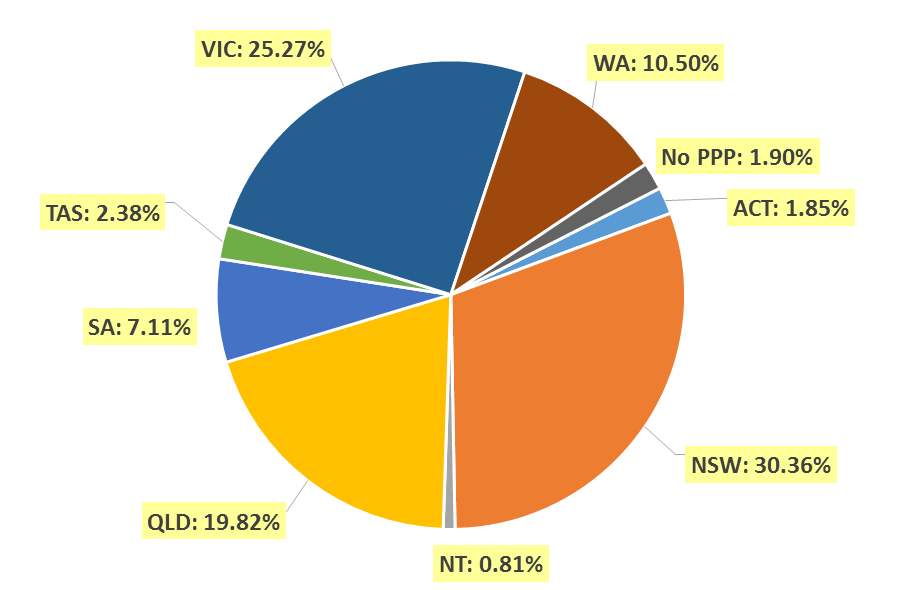 VIC: 25.27%
WA: 10.50%
No PPP: 1.90%
ACT: 1.85%
TAS: 2.38%
SA: 7.11%
NSW: 30.36%
QLD: 19.82%
NT: 0.81%